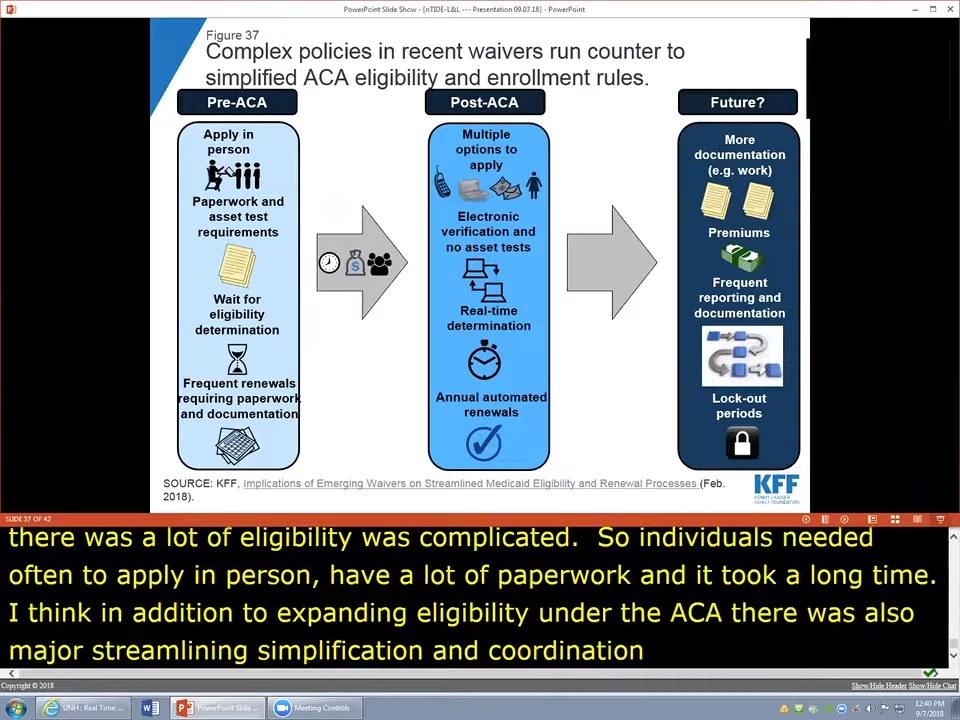 PowerPoint Slide Show - [nTIDE-L&L --- Presentation 09.07.18] - PowerPoint
Figure 37
Complex policies in recent waivers run counter to
simplified ACA eligibility and enrollment rules.
Pre-ACA
Apply in
person
Paperwork and
asset test
requirements
Wait for
eligibility
determination
Frequent renewals
requiring paperwork
and documentation
$
Post-ACA
Multiple
options to
apply
Electronic
verification and
no asset tests
Real-time
determination
Annual automated
renewals
Future?
More
documentation
(e.g. work)
Premiums
Frequent
reporting and
documentation
Lock-out
periods
SOURCE: KFF, Implications of Emerging Waivers on Streamlined Medicaid Eligibility and Renewal Processes (Feb.
2018).
KFF
HENRY J KAISER
FAMILY FOUNDATION
SLIDE 37 OF 42
there was a lot of eligibility was complicated.  So individuals needed
often to apply in person, have a lot of paperwork and it took a long time.
I think in addition to expanding eligibility under the ACA there was also
major streamlining simplification and coordination
Copyright © 2018
Show/Hide Header Show/Hide Chat
UNH : Real Time ...
PowerPoint Slide ...
Meeting Controls
12:40 PM
9/7/2018